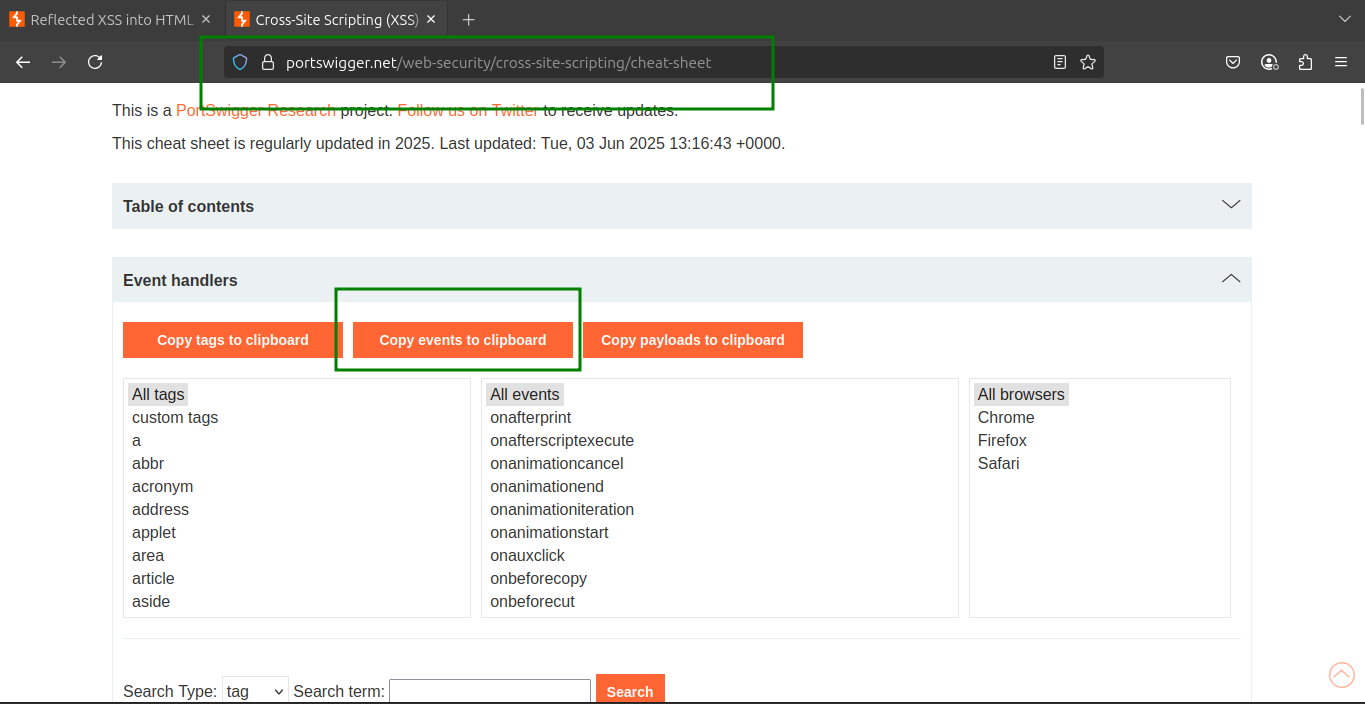 Reflected XSS into HTML
Cross-Site Scripting (XSS)
portswigger.net/web-security/cross-site-scripting/cheat-sheet
This is a PortSwigger Research project. Follow us on Twitter to receive updates.
This cheat sheet is regularly updated in 2025. Last updated: Tue, 03 Jun 2025 13:16:43 +0000.
Table of contents
Event handlers
Copy tags to clipboard
Copy events to clipboard
Copy payloads to clipboard
All tags
custom tags
a
abbr
acronym
address
applet
area
article
aside
All events
onafterprint
onafterscriptexecute
onanimationcancel
onanimationend
onanimationiteration
onanimationstart
onauxclick
onbeforecopy
onbeforecut
All browsers
Chrome
Firefox
Safari
Search Type: tag Search term: Search